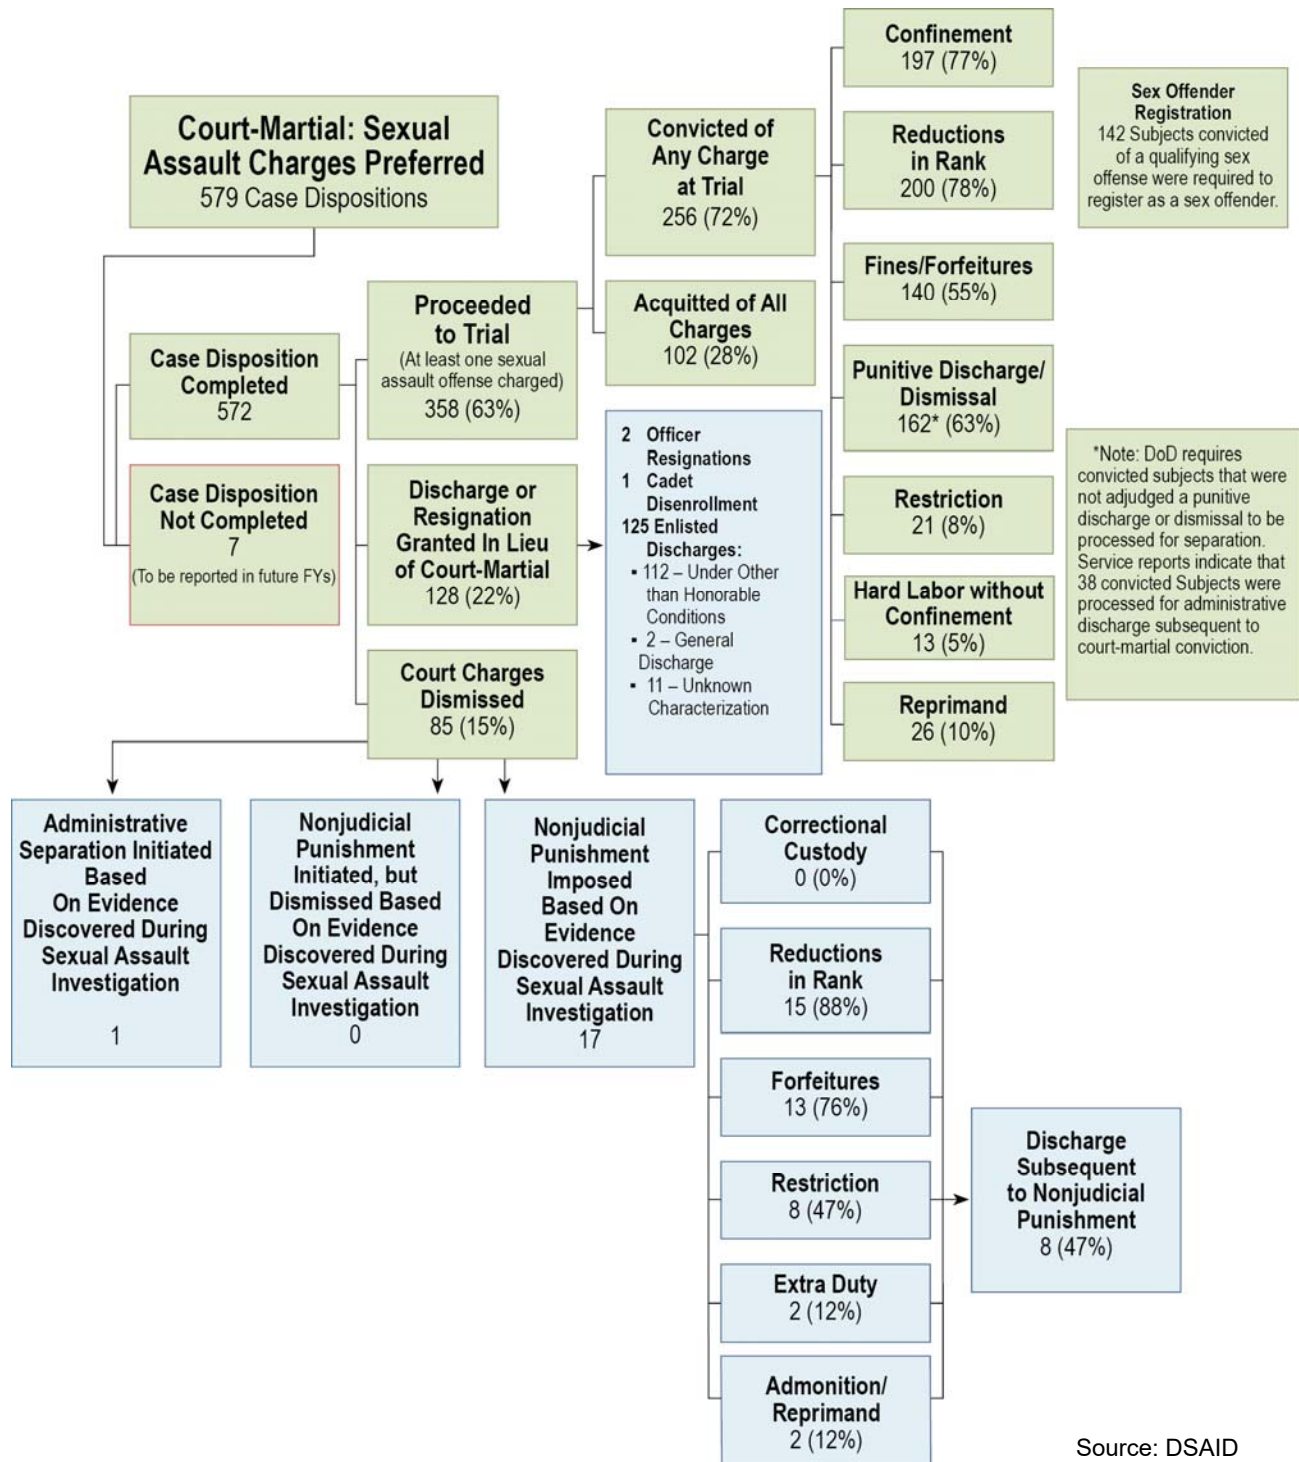 Court-Martial: Sexual
Assault Charges Preferred
579 Case Dispositions
Case Disposition
Completed
572
Case Disposition
Not Completed
7
(To be reported in future FYs)
Proceeded
to Trial
(At least one sexual
assault offense charged)
358 (63%)
Discharge or
Resignation
Granted In Lieu
of Court-Martial
128 (22%)
Court Charges
Dismissed
85 (15%)
Convicted of
Any Charge
at Trial
256 (72%)
Acquitted of All
Charges
102 (28%)
2 Officer
Resignations
1 Cadet
Disenrollment
125 Enlisted
Discharges:
▪ 112 – Under Other
than Honorable
Conditions
▪ 2 – General
Discharge
▪ 11 – Unknown
Characterization
Confinement
197 (77%)
Reductions
in Rank
200 (78%)
Fines/Forfeitures
140 (55%)
Punitive Discharge/
Dismissal
162* (63%)
Restriction
21 (8%)
Hard Labor without
Confinement
13 (5%)
Reprimand
26 (10%)
Sex Offender
Registration
142 Subjects convicted
of a qualifying sex
offense were required to
register as a sex offender.
*Note: DoD requires
convicted subjects that were
not adjudged a punitive
discharge or dismissal to be
processed for separation.
Service reports indicate that
38 convicted Subjects were
processed for administrative
discharge subsequent to
court-martial conviction.
Administrative
Separation Initiated
Based
On Evidence
Discovered During
Sexual Assault
Investigation
1
Nonjudicial
Punishment
Initiated, but
Dismissed Based
On Evidence
Discovered During
Sexual Assault
Investigation
0
Nonjudicial
Punishment
Imposed
Based On
Evidence
Discovered During
Sexual Assault
Investigation
17
Correctional
Custody
0 (0%)
Reductions
in Rank
15 (88%)
Forfeitures
13 (76%)
Restriction
8 (47%)
Extra Duty
2 (12%)
Admonition/
Reprimand
2 (12%)
Discharge
Subsequent
to Nonjudicial
Punishment
8 (47%)
Source: DSAID